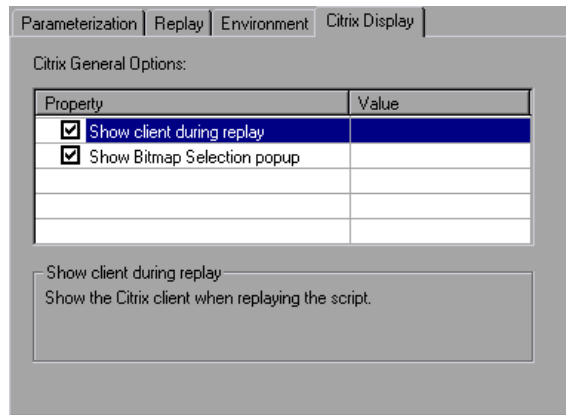 Parameterization Replay Environment Citrix Display
Citrix General Options:
Property Value
Show client during replay
Show Bitmap Selection popup
Show client during replay
Show the Citrix client when replaying the script.